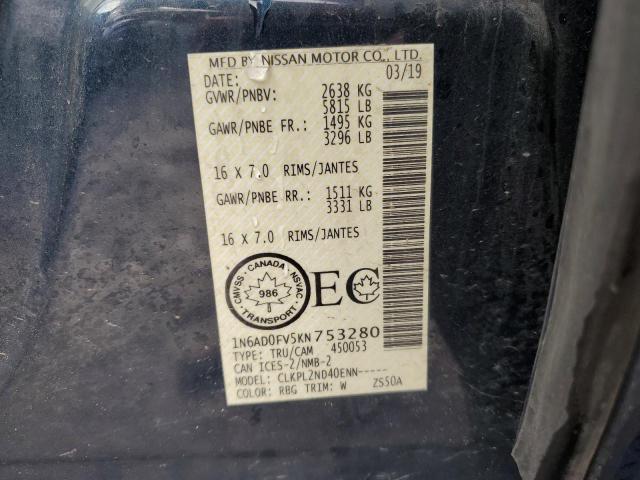 MFD BY NISSAN MOTOR CO., LTD.
DATE: 03/19
GVWR/PNBV: 2638 KG
5815 LB
GAWR/PNBE FR.: 1495 KG
3296 LB
16 X 7.0 RIMS/JANTES
GAWR/PNBE RR.: 1511 KG
3331 LB
16 X 7.0 RIMS/JANTES
CMVSS · CANADA · NSVAC
986
TRANSPORT
EC
1N6AD0FV5KN753280
TYPE: TRU/CAM 450053
CAN ICES-2/NMB-2
MODEL: CLKPL2ND40ENN-----
COLOR: RBG TRIM: W ZS50A